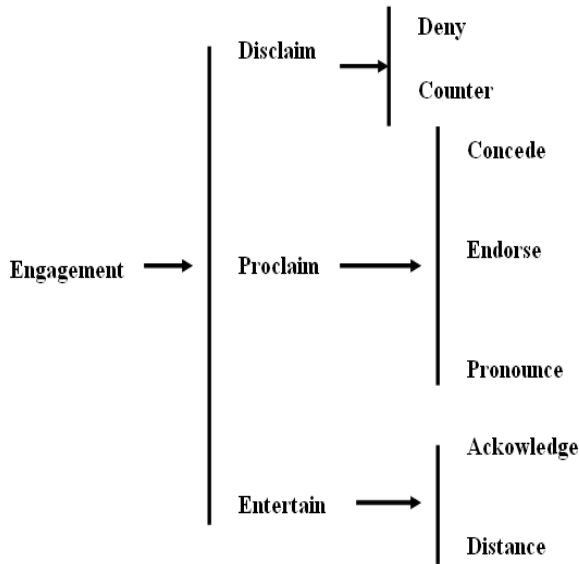 Deny
Disclaim
Counter
Concede
Endorse
Engagement
Proclaim
Pronounce
Ackowledge
Entertain
Distance